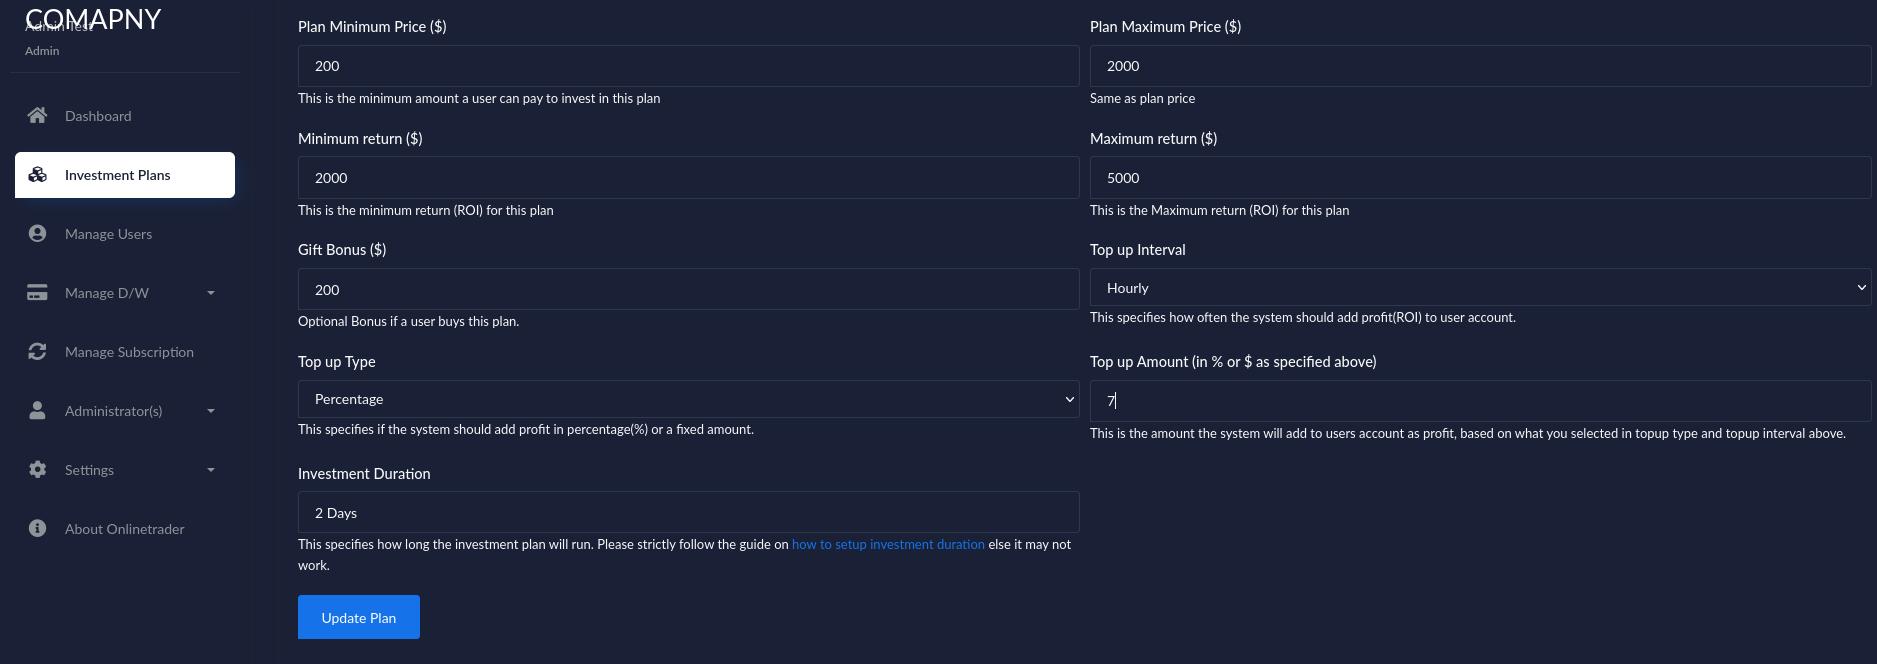 COMAPNY
Admin Test
Admin
Dashboard
Investment Plans
Manage Users
Manage D/W
Manage Subscription
Administrator(s)
Settings
About Onlinetrader
Plan Minimum Price ($)
200
This is the minimum amount a user can pay to invest in this plan
Plan Maximum Price ($)
2000
Same as plan price
Minimum return ($)
2000
This is the minimum return (ROI) for this plan
Maximum return ($)
5000
This is the Maximum return (ROI) for this plan
Gift Bonus ($)
200
Optional Bonus if a user buys this plan.
Top up Interval
Hourly
This specifies how often the system should add profit(ROI) to user account.
Top up Type
Percentage
This specifies if the system should add profit in percentage(%) or a fixed amount.
Top up Amount (in % or $ as specified above)
7
This is the amount the system will add to users account as profit, based on what you selected in topup type and topup interval above.
Investment Duration
2 Days
This specifies how long the investment plan will run. Please strictly follow the guide on how to setup investment duration else it may not
work.
Update Plan